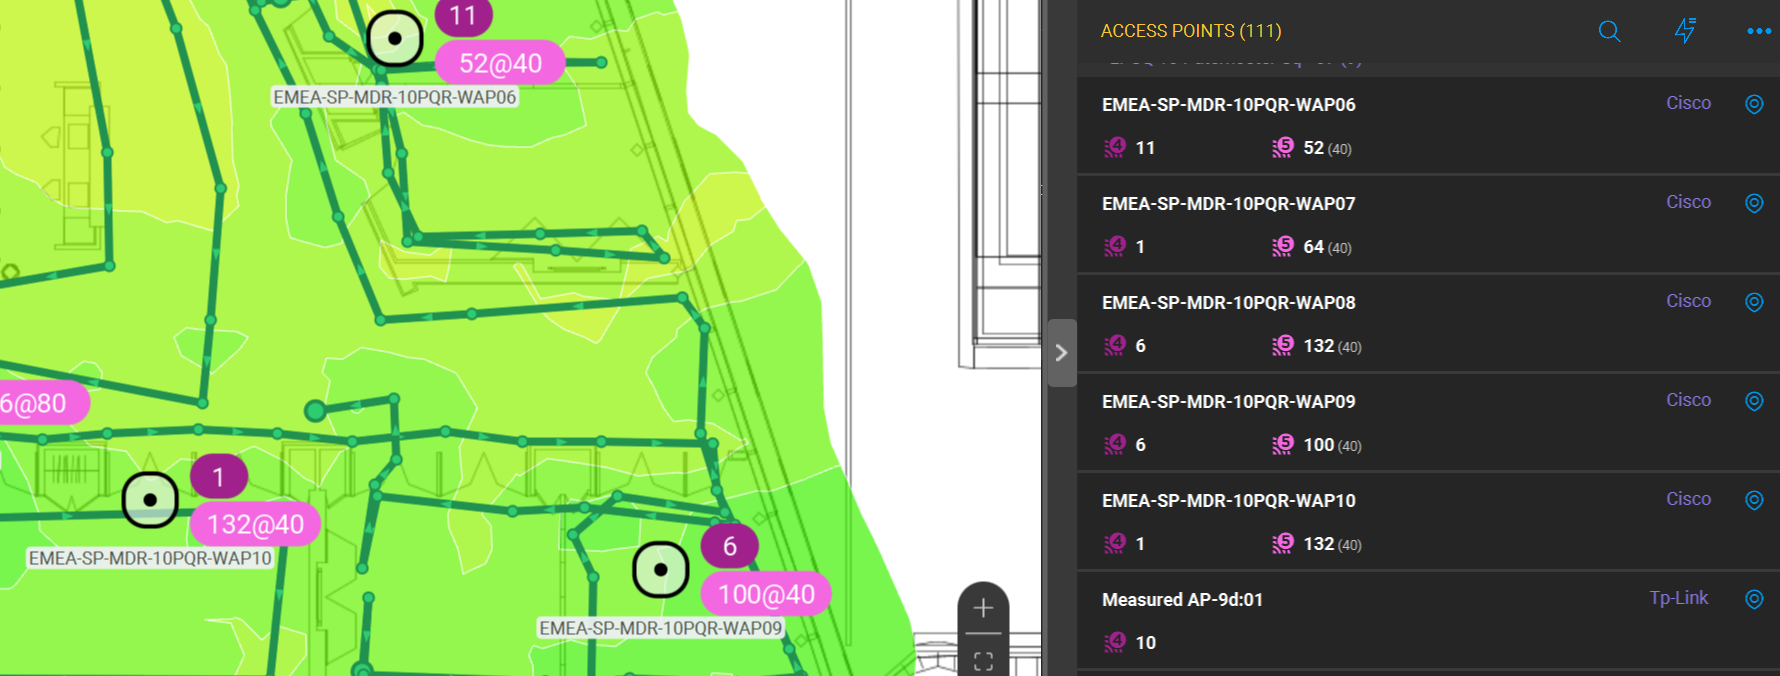 11
52@40
EMEA-SP-MDR-10PQR-WAP06
6@80
1
132@40
EMEA-SP-MDR-10PQR-WAP10
6
100@40
EMEA-SP-MDR-10PQR-WAP09
ACCESS POINTS (111)
EMEA-SP-MDR-10PQR-WAP06 Cisco
4 11 5 52 (40)
EMEA-SP-MDR-10PQR-WAP07 Cisco
4 1 5 64 (40)
EMEA-SP-MDR-10PQR-WAP08 Cisco
4 6 5 132 (40)
EMEA-SP-MDR-10PQR-WAP09 Cisco
4 6 5 100 (40)
EMEA-SP-MDR-10PQR-WAP10 Cisco
4 1 5 132 (40)
Measured AP-9d:01 Tp-Link
4 10